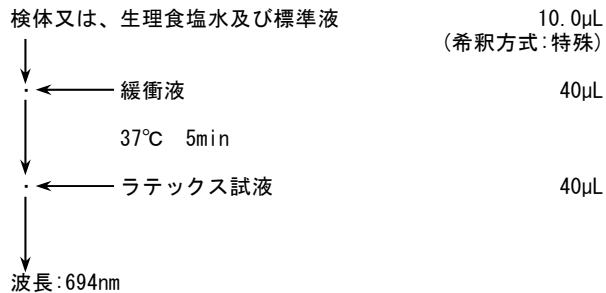 検体又は、生理食塩水及び標準液 10.0μL
(希釈方式:特殊)
緩衝液 40μL
37℃ 5min
ラテックス試液 40μL
波長:694nm